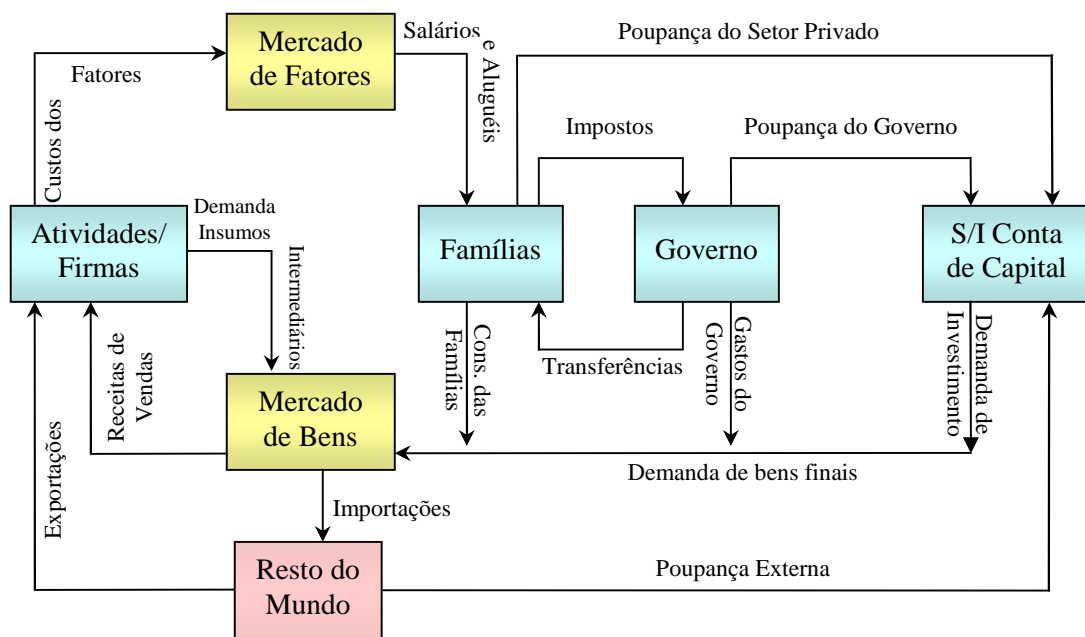 Mercado
de Fatores
Salários
e Aluguéis
Poupança do Setor Privado
Fatores
Custos dos
Impostos
Poupança do Governo
Atividades/
Firmas
Demanda
Insumos
Intermediários
Famílias
Governo
S/I Conta
de Capital
Receitas de
Vendas
Cons. das
Famílias
Transferências
Gastos do
Governo
Demanda de
Investimento
Mercado
de Bens
Demanda de bens finais
Exportações
Importações
Resto do
Mundo
Poupança Externa